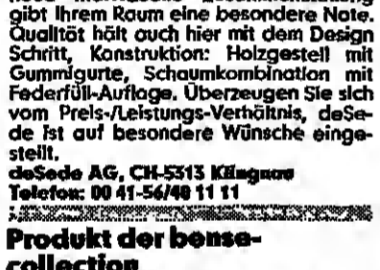 gibt Ihrem Raum eine besondere Note.
Qualität hält auch hier mit dem Design
Schritt, Konstruktion: Holzgestell mit
Gummigurte, Schaumkombination mit
Federfüll-Auflage. Überzeugen Sie sich
vom Preis-/Leistungs-Verhältnis, deSe-
de ist auf besondere Wünsche einge-
stellt.
deSede AG, CH-5313 Klingnau
Telefon: 00 41-56/48 11 11
Produkt der bense-
collection